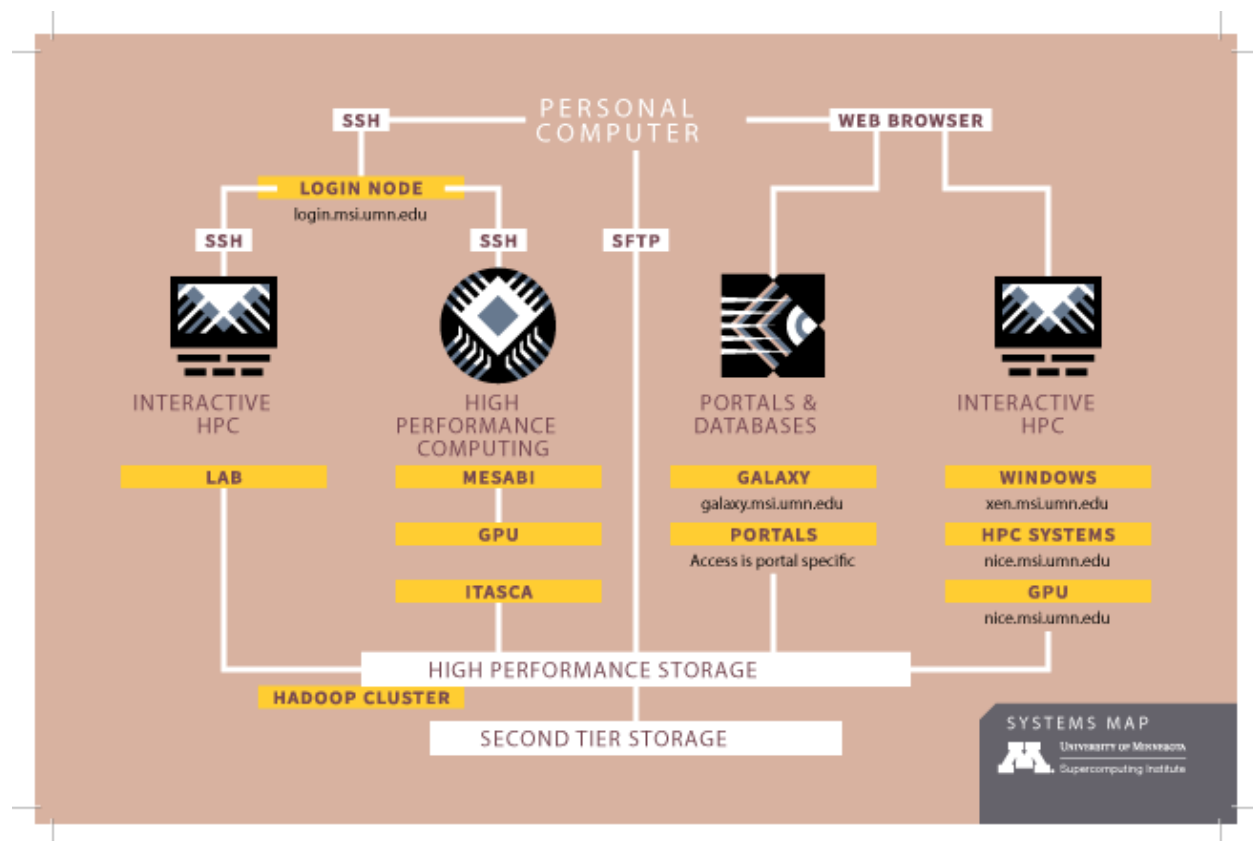 PERSONAL
COMPUTER
SSH
WEB BROWSER
LOGIN NODE
login.msi.umn.edu
SSH
SSH
SFTP
INTERACTIVE
HPC
HIGH
PERFORMANCE
COMPUTING
PORTALS &
DATABASES
INTERACTIVE
HPC
LAB
MESABI
GPU
ITASCA
GALAXY
galaxy.msi.umn.edu
PORTALS
Access is portal specific
WINDOWS
xen.msi.umn.edu
HPC SYSTEMS
nice.msi.umn.edu
GPU
nice.msi.umn.edu
HIGH PERFORMANCE STORAGE
HADOOP CLUSTER
SECOND TIER STORAGE
SYSTEMS MAP
M
UNIVERSITY OF MINNESOTA
Supercomputing Institute